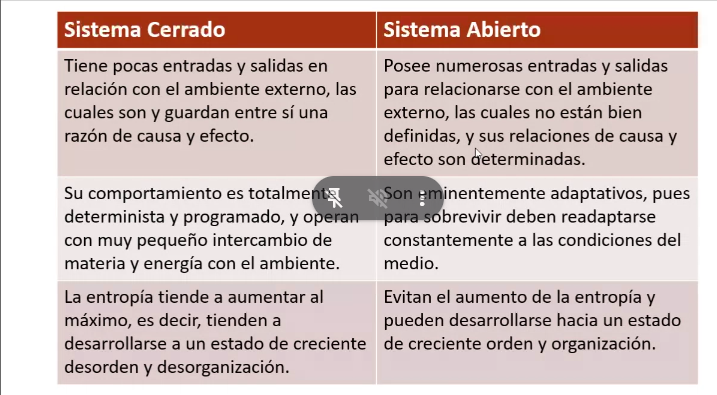 Sistema Cerrado
Sistema Abierto
Tiene pocas entradas y salidas en
relación con el ambiente externo, las
cuales son y guardan entre sí una
razón de causa y efecto.
Posee numerosas entradas y salidas
para relacionarse con el ambiente
externo, las cuales no están bien
definidas, y sus relaciones de causa y
efecto son determinadas.
Su comportamiento es totalmente
determinista y programado, y operan
con muy pequeño intercambio de
materia y energía con el ambiente.
Son eminentemente adaptativos, pues
para sobrevivir deben readaptarse
constantemente a las condiciones del
medio.
La entropía tiende a aumentar al
máximo, es decir, tienden a
desarrollarse a un estado de creciente
desorden y desorganización.
Evitan el aumento de la entropía y
pueden desarrollarse hacia un estado
de creciente orden y organización.